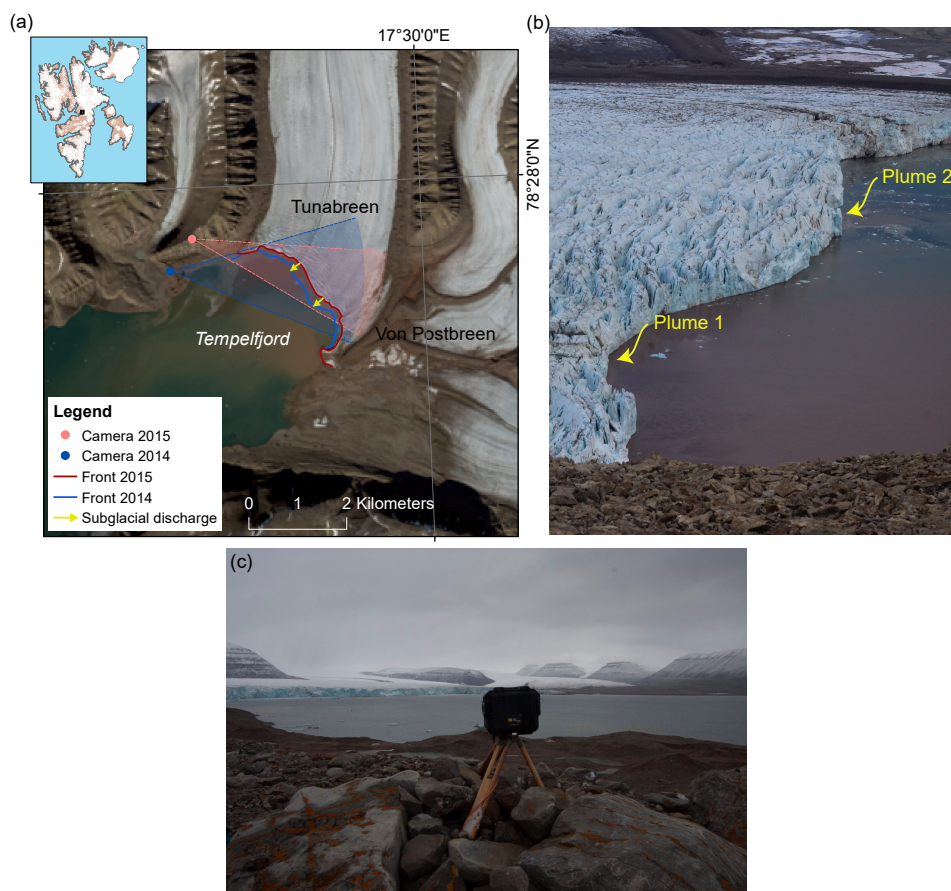 (a)
17°30'0"E
78°28'0"N
Tunabreen
Tempelfjord
Von Postbreen
Legend
Camera 2015
Camera 2014
Front 2015
Front 2014
Subglacial discharge
0 1 2 Kilometers
(b)
Plume 2
Plume 1
(c)